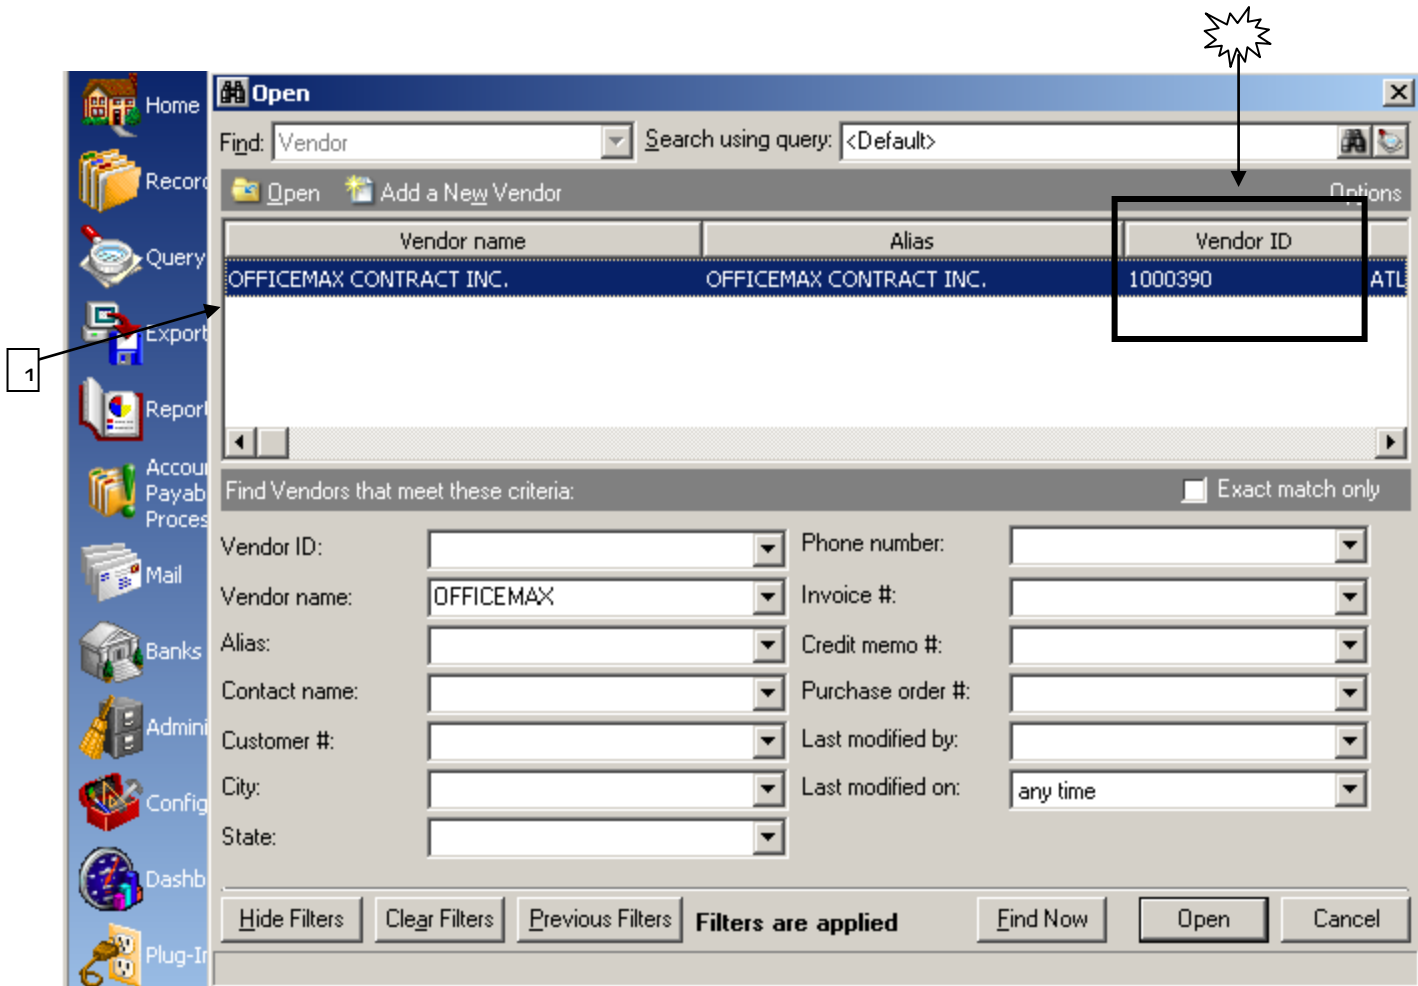 Home
Record
Query
Export
Report
Accou
Payab
Proces
Mail
Banks
Admini
Config
Dashb
Plug-In
1
Open
Find: Vendor
Search using query: <Default>
Open Add a New Vendor Options
Vendor name Alias Vendor ID
OFFICEMAX CONTRACT INC. OFFICEMAX CONTRACT INC. 1000390 ATL
Find Vendors that meet these criteria: Exact match only
Vendor ID: Phone number:
Vendor name: OFFICEMAX Invoice #:
Alias: Credit memo #:
Contact name: Purchase order #:
Customer #: Last modified by:
City: Last modified on: any time
State:
Hide Filters Clear Filters Previous Filters Filters are applied Find Now Open Cancel